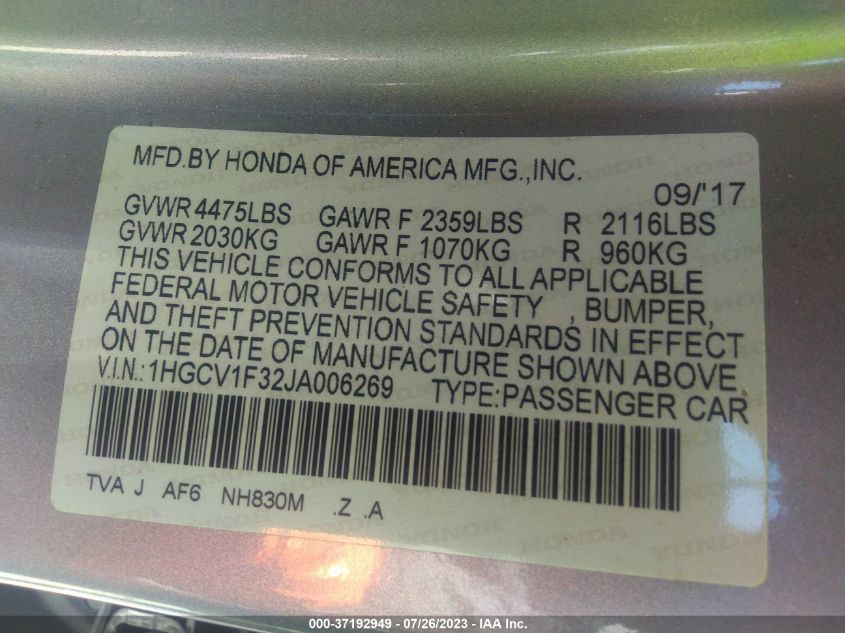 MFD.BY HONDA OF AMERICA MFG.,INC.
09/'17
GVWR 4475LBS GAWR F 2359LBS R 2116LBS
GVWR 2030KG GAWR F 1070KG R 960KG
THIS VEHICLE CONFORMS TO ALL APPLICABLE
FEDERAL MOTOR VEHICLE SAFETY , BUMPER,
AND THEFT PREVENTION STANDARDS IN EFFECT
ON THE DATE OF MANUFACTURE SHOWN ABOVE.
V.I.N.:1HGCV1F32JA006269 TYPE:PASSENGER CAR
TVA J AF6 NH830M .Z .A
000-37192949 - 07/26/2023 - IAA Inc.